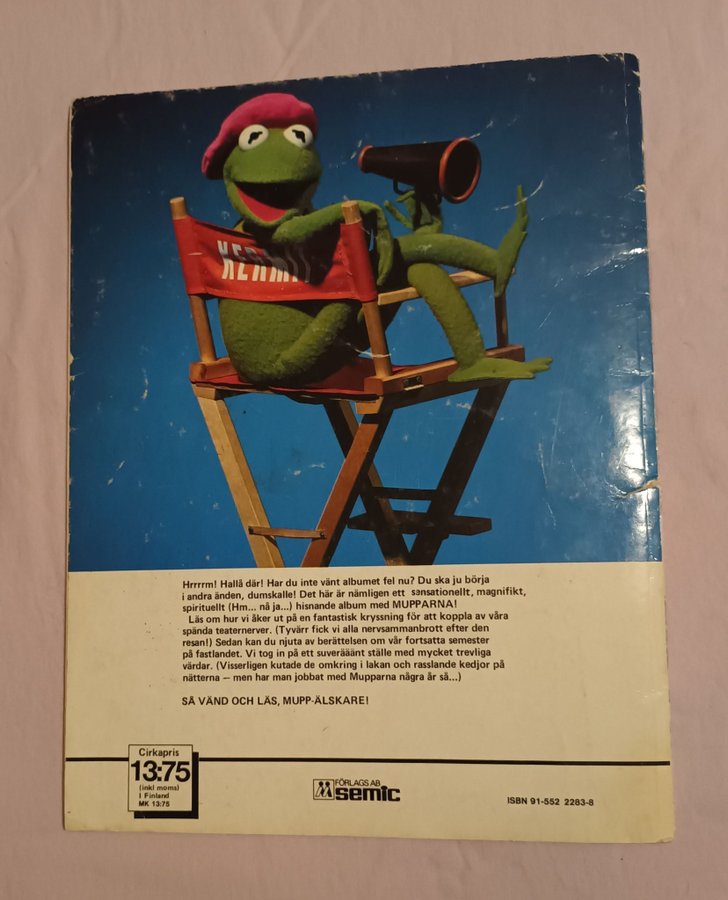 KERMIT
Hrrrrm! Hallå där! Har du inte vänt albumet fel nu? Du ska ju börja
i andra änden, dumskalle! Det här är nämligen ett sansationellt, magnifikt,
spirituellt (Hm... nå ja...) hisnande album med MUPPARNA!
Läs om hur vi åker ut på en fantastisk kryssning för att koppla av våra
spända teaternerver. (Tyvärr fick vi alla nervsammanbrott efter den
resan!) Sedan kan du njuta av berättelsen om vår fortsatta semester
på fastlandet. Vi tog in på ett suverääänt ställe med mycket trevliga
värdar. (Visserligen kutade de omkring i lakan och rasslande kedjor på
nätterna – men har man jobbat med Mupparna några år så...)
SÅ VÄND OCH LÄS, MUPP-ÄLSKARE!
Cirkapris
13:75
(inkl moms)
I Finland
MK 13:75
FÖRLAGS AB
semic
ISBN 91-552 2283-8